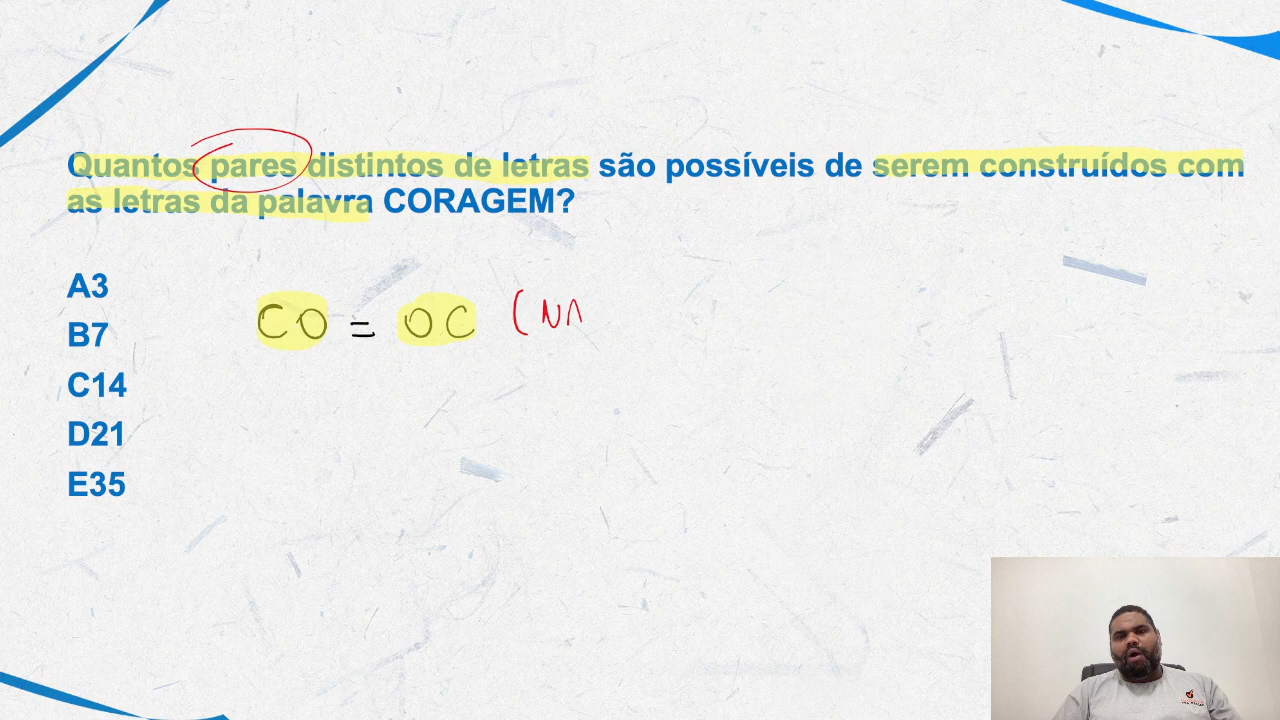 Quantos pares distintos de letras são possíveis de serem construídos com
as letras da palavra CORAGEM?
A3
B7
C14
D21
E35
CO = OC (NA